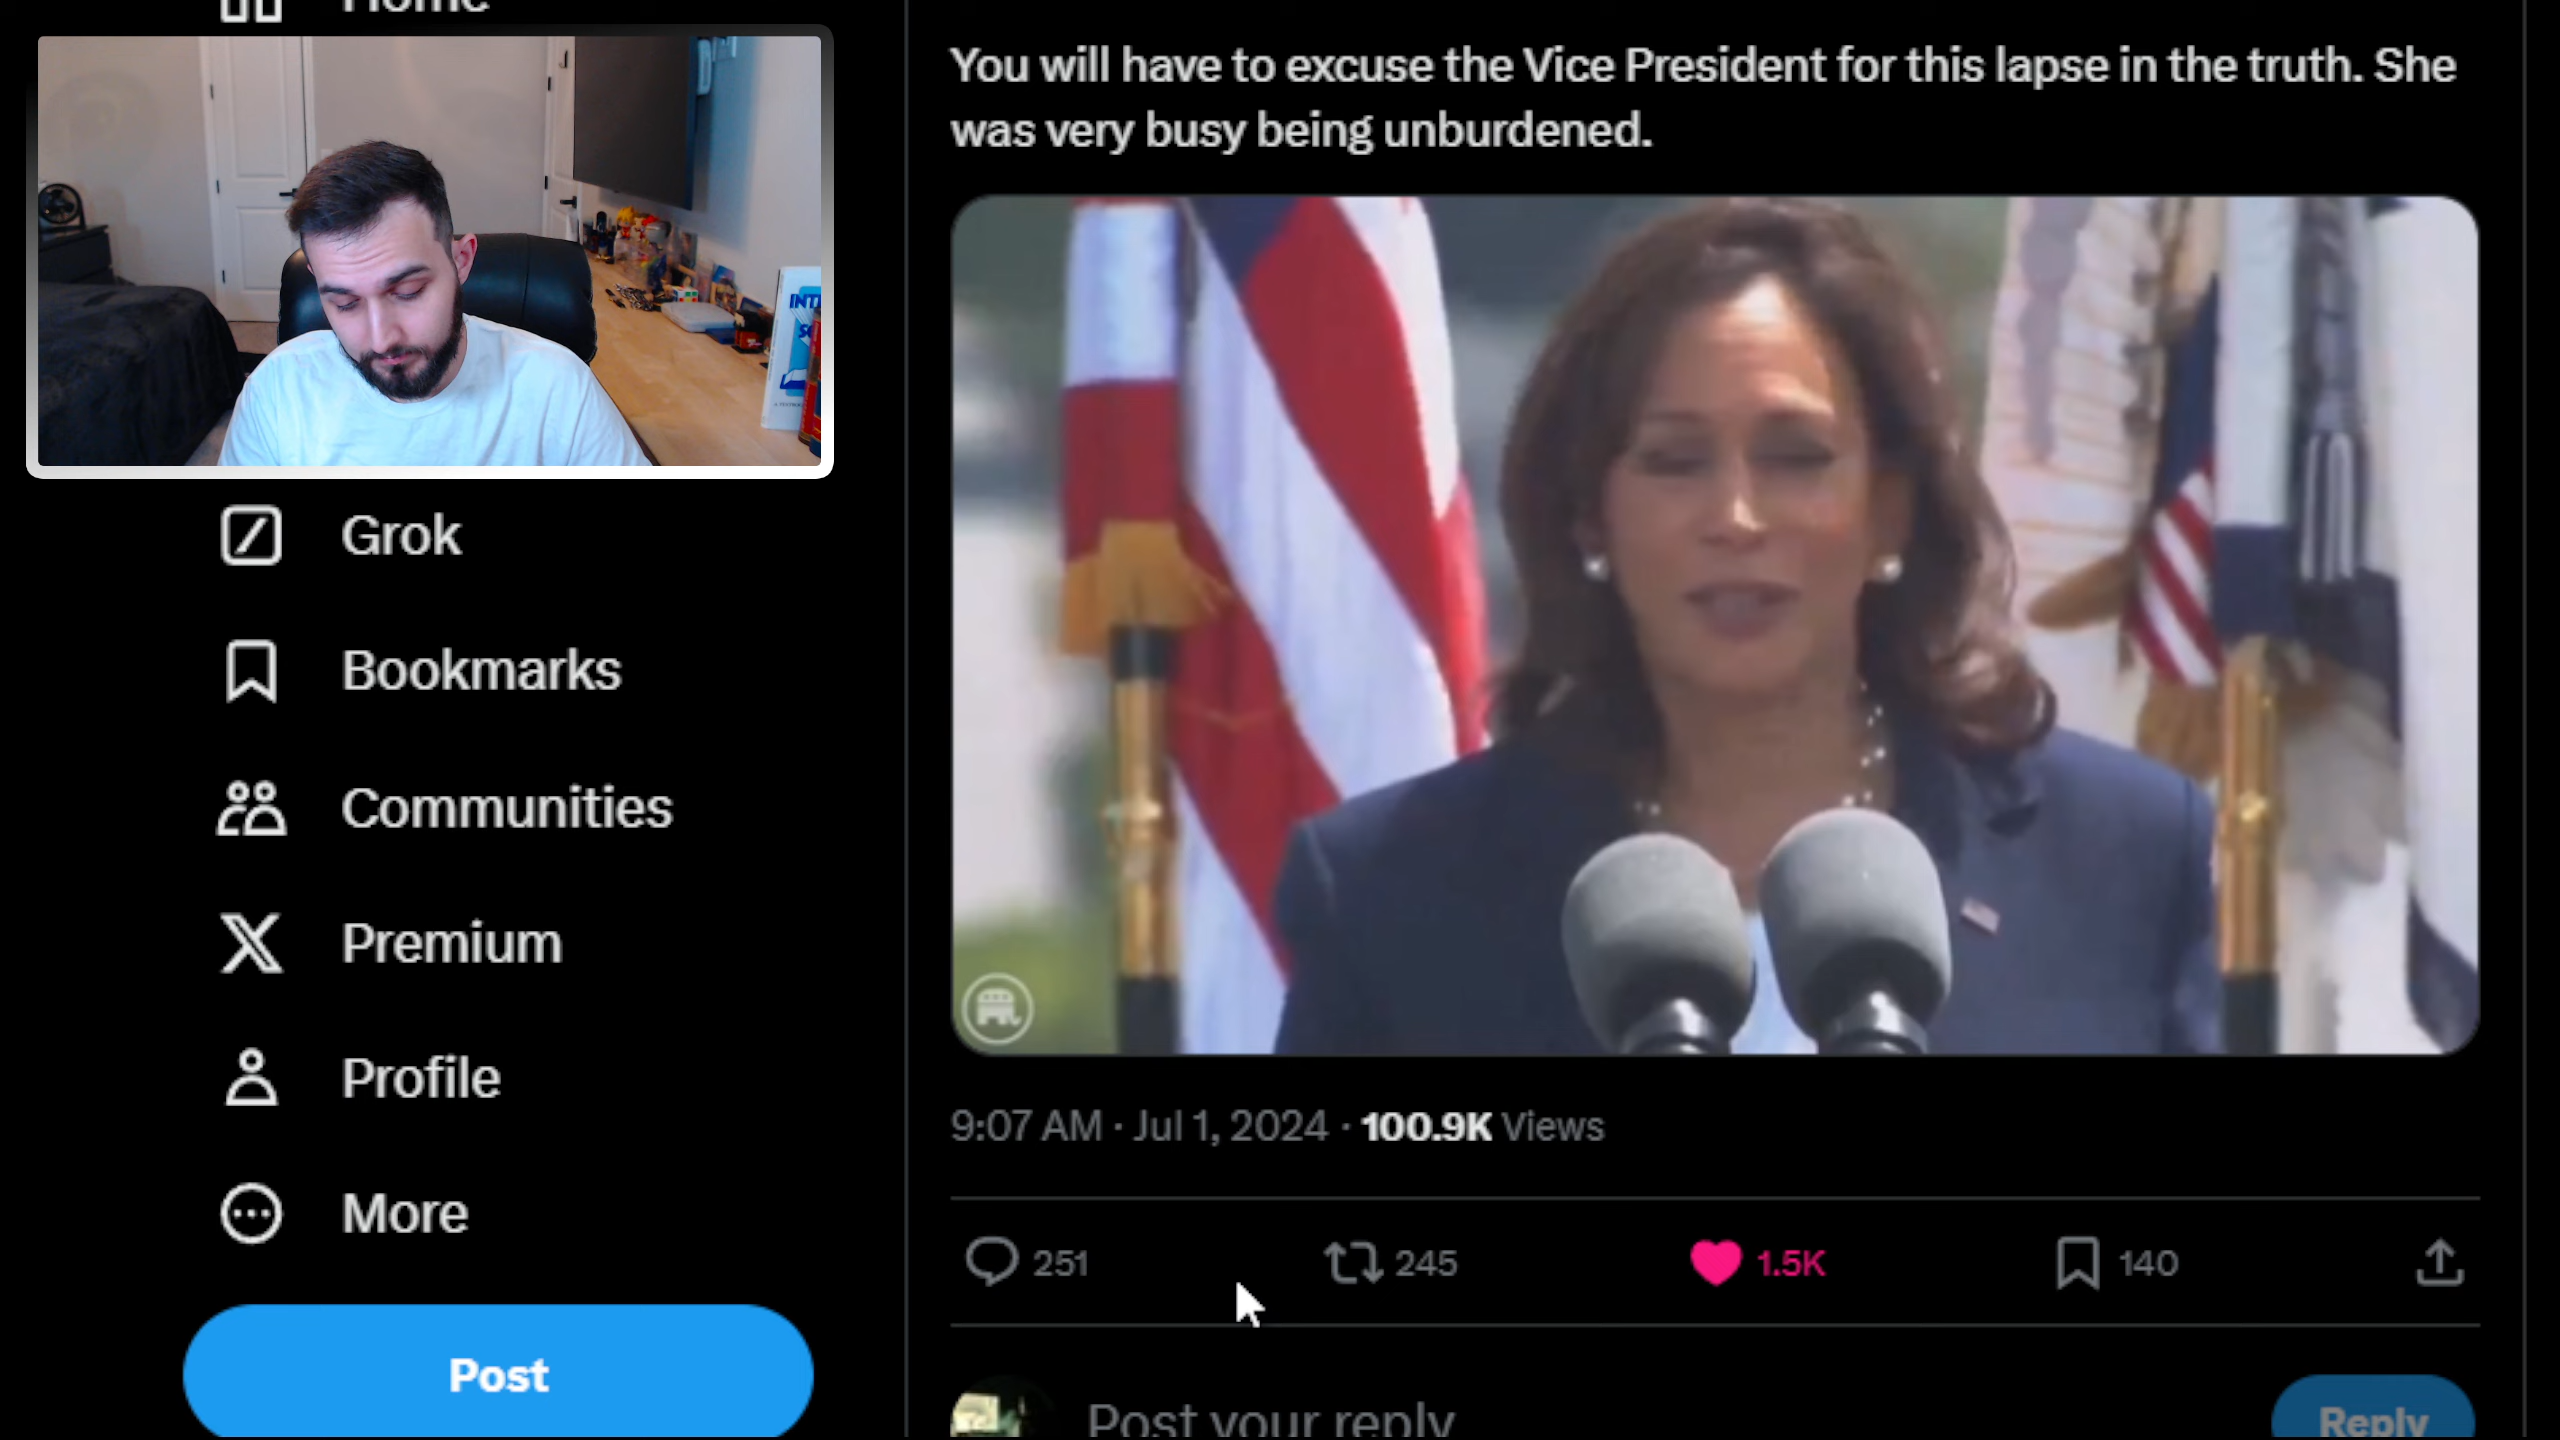 Home
You will have to excuse the Vice President for this lapse in the truth. She
was very busy being unburdened.
Grok
Bookmarks
Communities
Premium
Profile
More
Post
9:07 AM · Jul 1, 2024 · 100.9K Views
251 245 1.5K 140
Post your reply
Reply